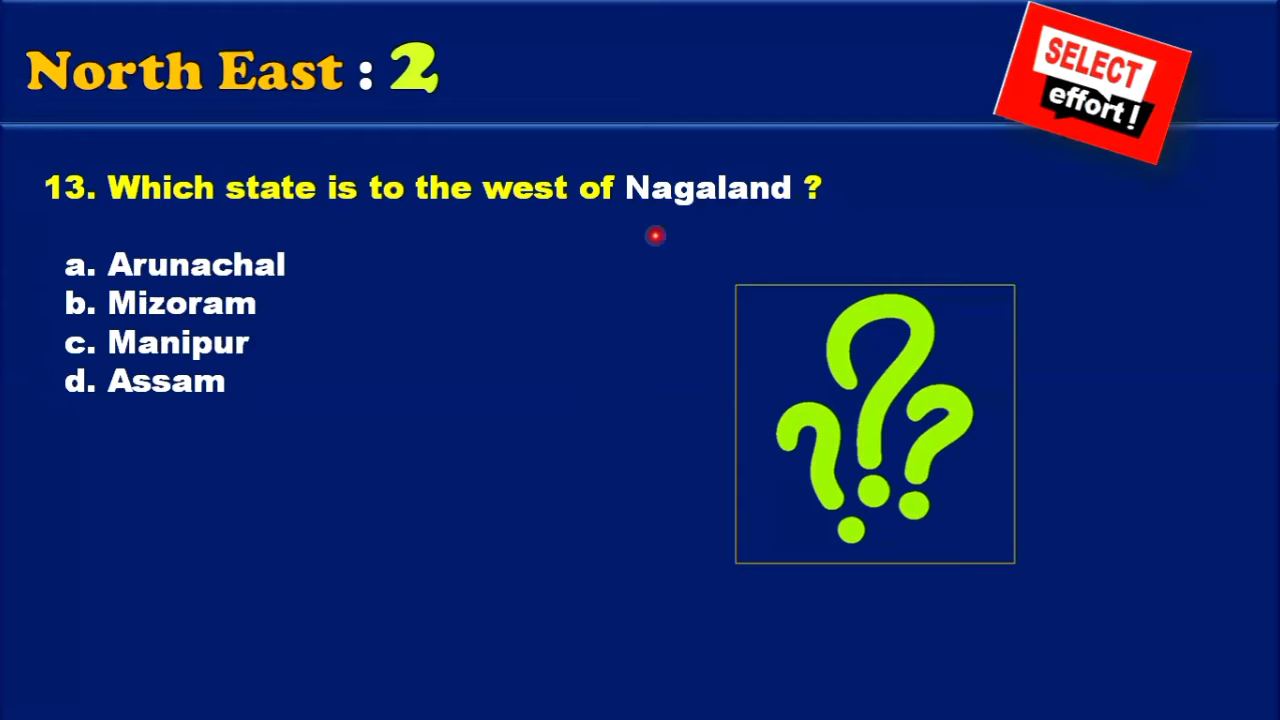 North East : 2
SELECT
effort !
13. Which state is to the west of Nagaland ?
a. Arunachal
b. Mizoram
c. Manipur
d. Assam